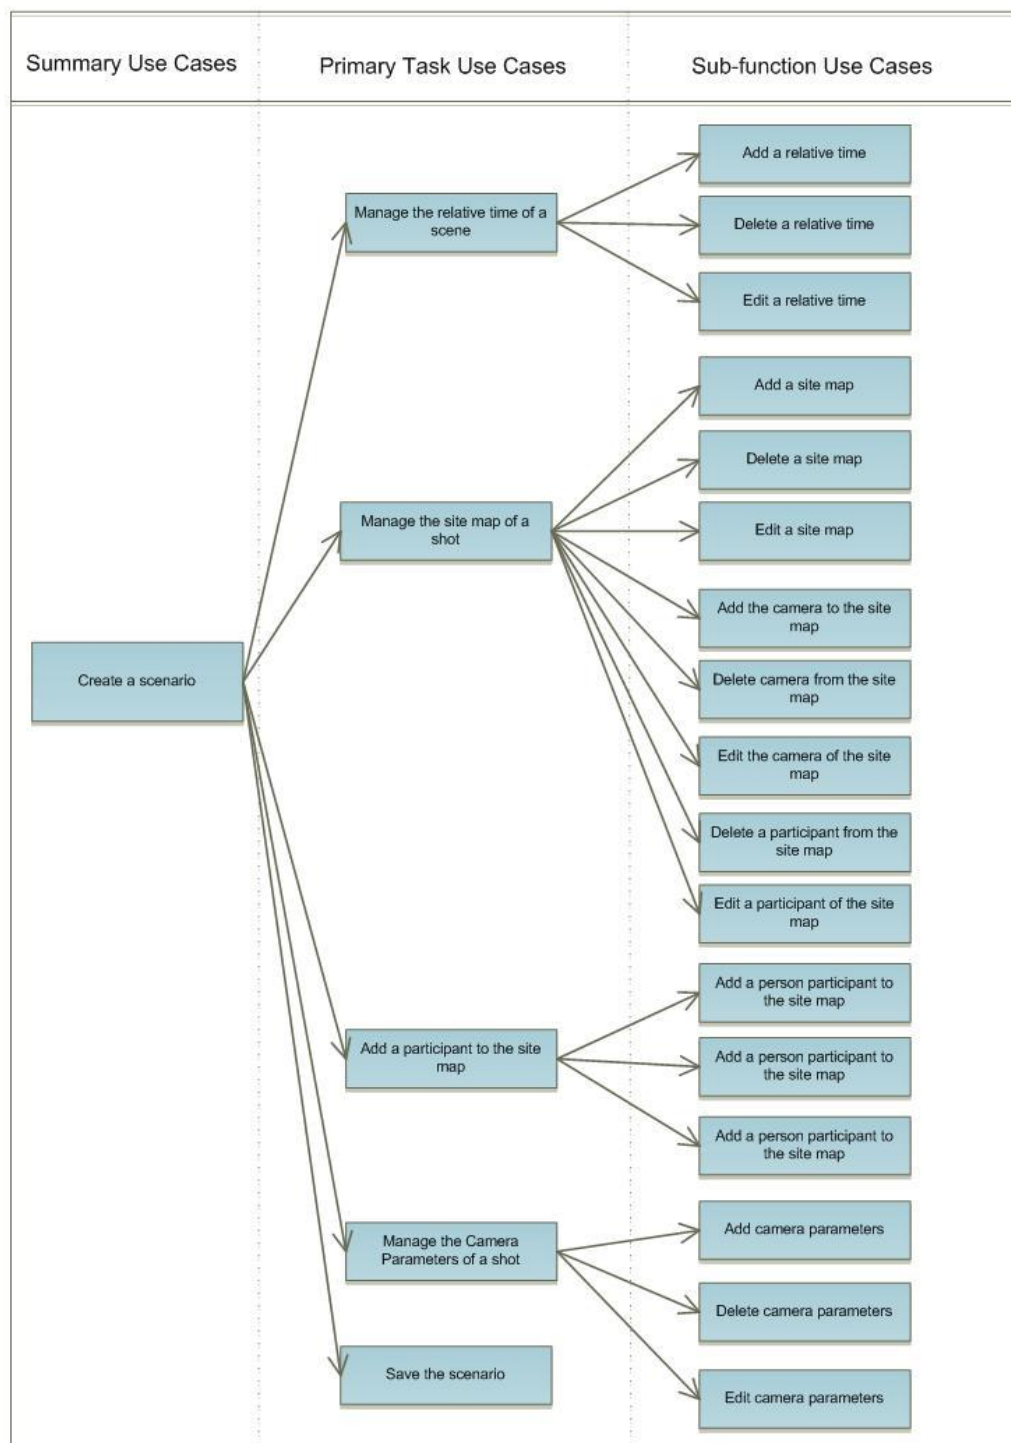 Summary Use Cases
Primary Task Use Cases
Sub-function Use Cases
Create a scenario
Manage the relative time of a
scene
Manage the site map of a
shot
Add a participant to the site
map
Manage the Camera
Parameters of a shot
Save the scenario
Add a relative time
Delete a relative time
Edit a relative time
Add a site map
Delete a site map
Edit a site map
Add the camera to the site
map
Delete camera from the site
map
Edit the camera of the site
map
Delete a participant from the
site map
Edit a participant of the site
map
Add a person participant to
the site map
Add a person participant to
the site map
Add a person participant to
the site map
Add camera parameters
Delete camera parameters
Edit camera parameters